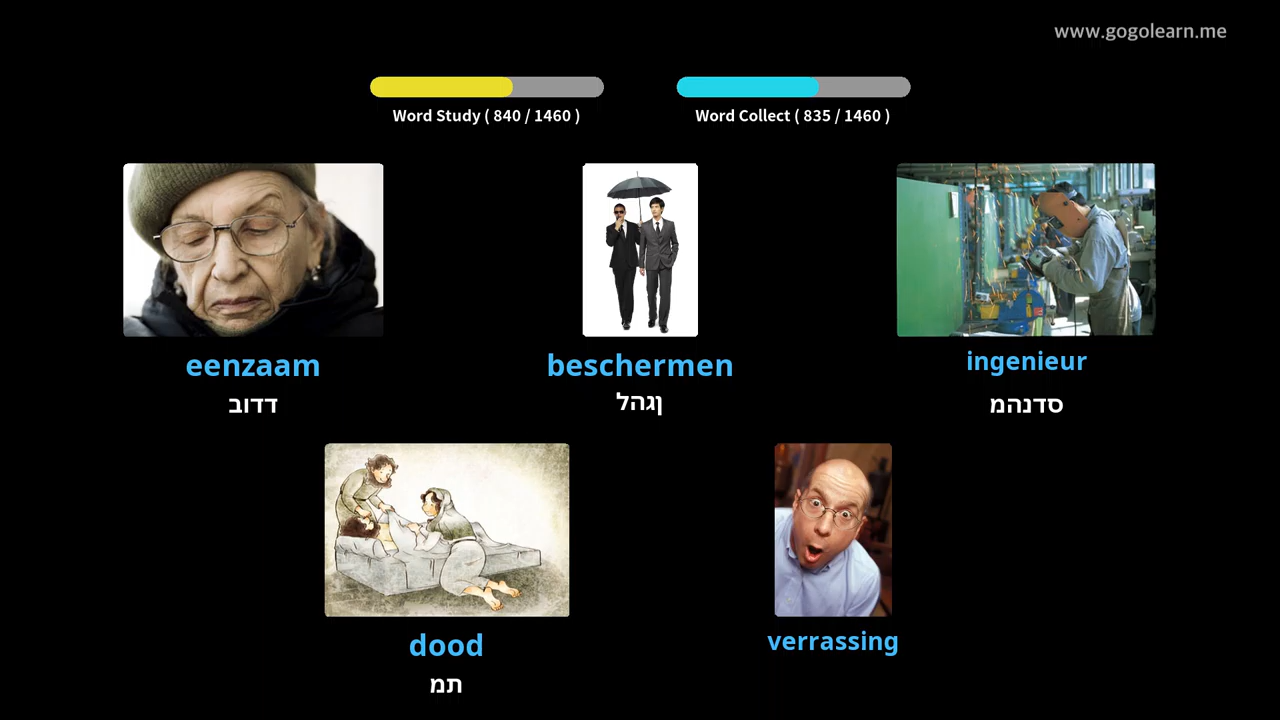 www.gogolearn.me
Word Study ( 840 / 1460 )
Word Collect ( 835 / 1460 )
eenzaam
דדוב
beschermen
ןגהל
ingenieur
סדנהמ
dood
תמ
verrassing